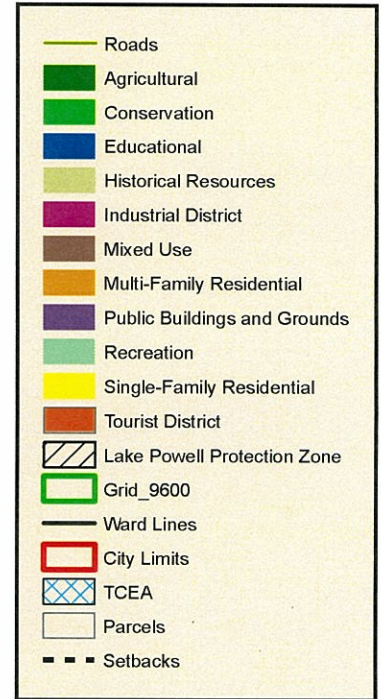 Roads
Agricultural
Conservation
Educational
Historical Resources
Industrial District
Mixed Use
Multi-Family Residential
Public Buildings and Grounds
Recreation
Single-Family Residential
Tourist District
Lake Powell Protection Zone
Grid_9600
Ward Lines
City Limits
TCEA
Parcels
Setbacks